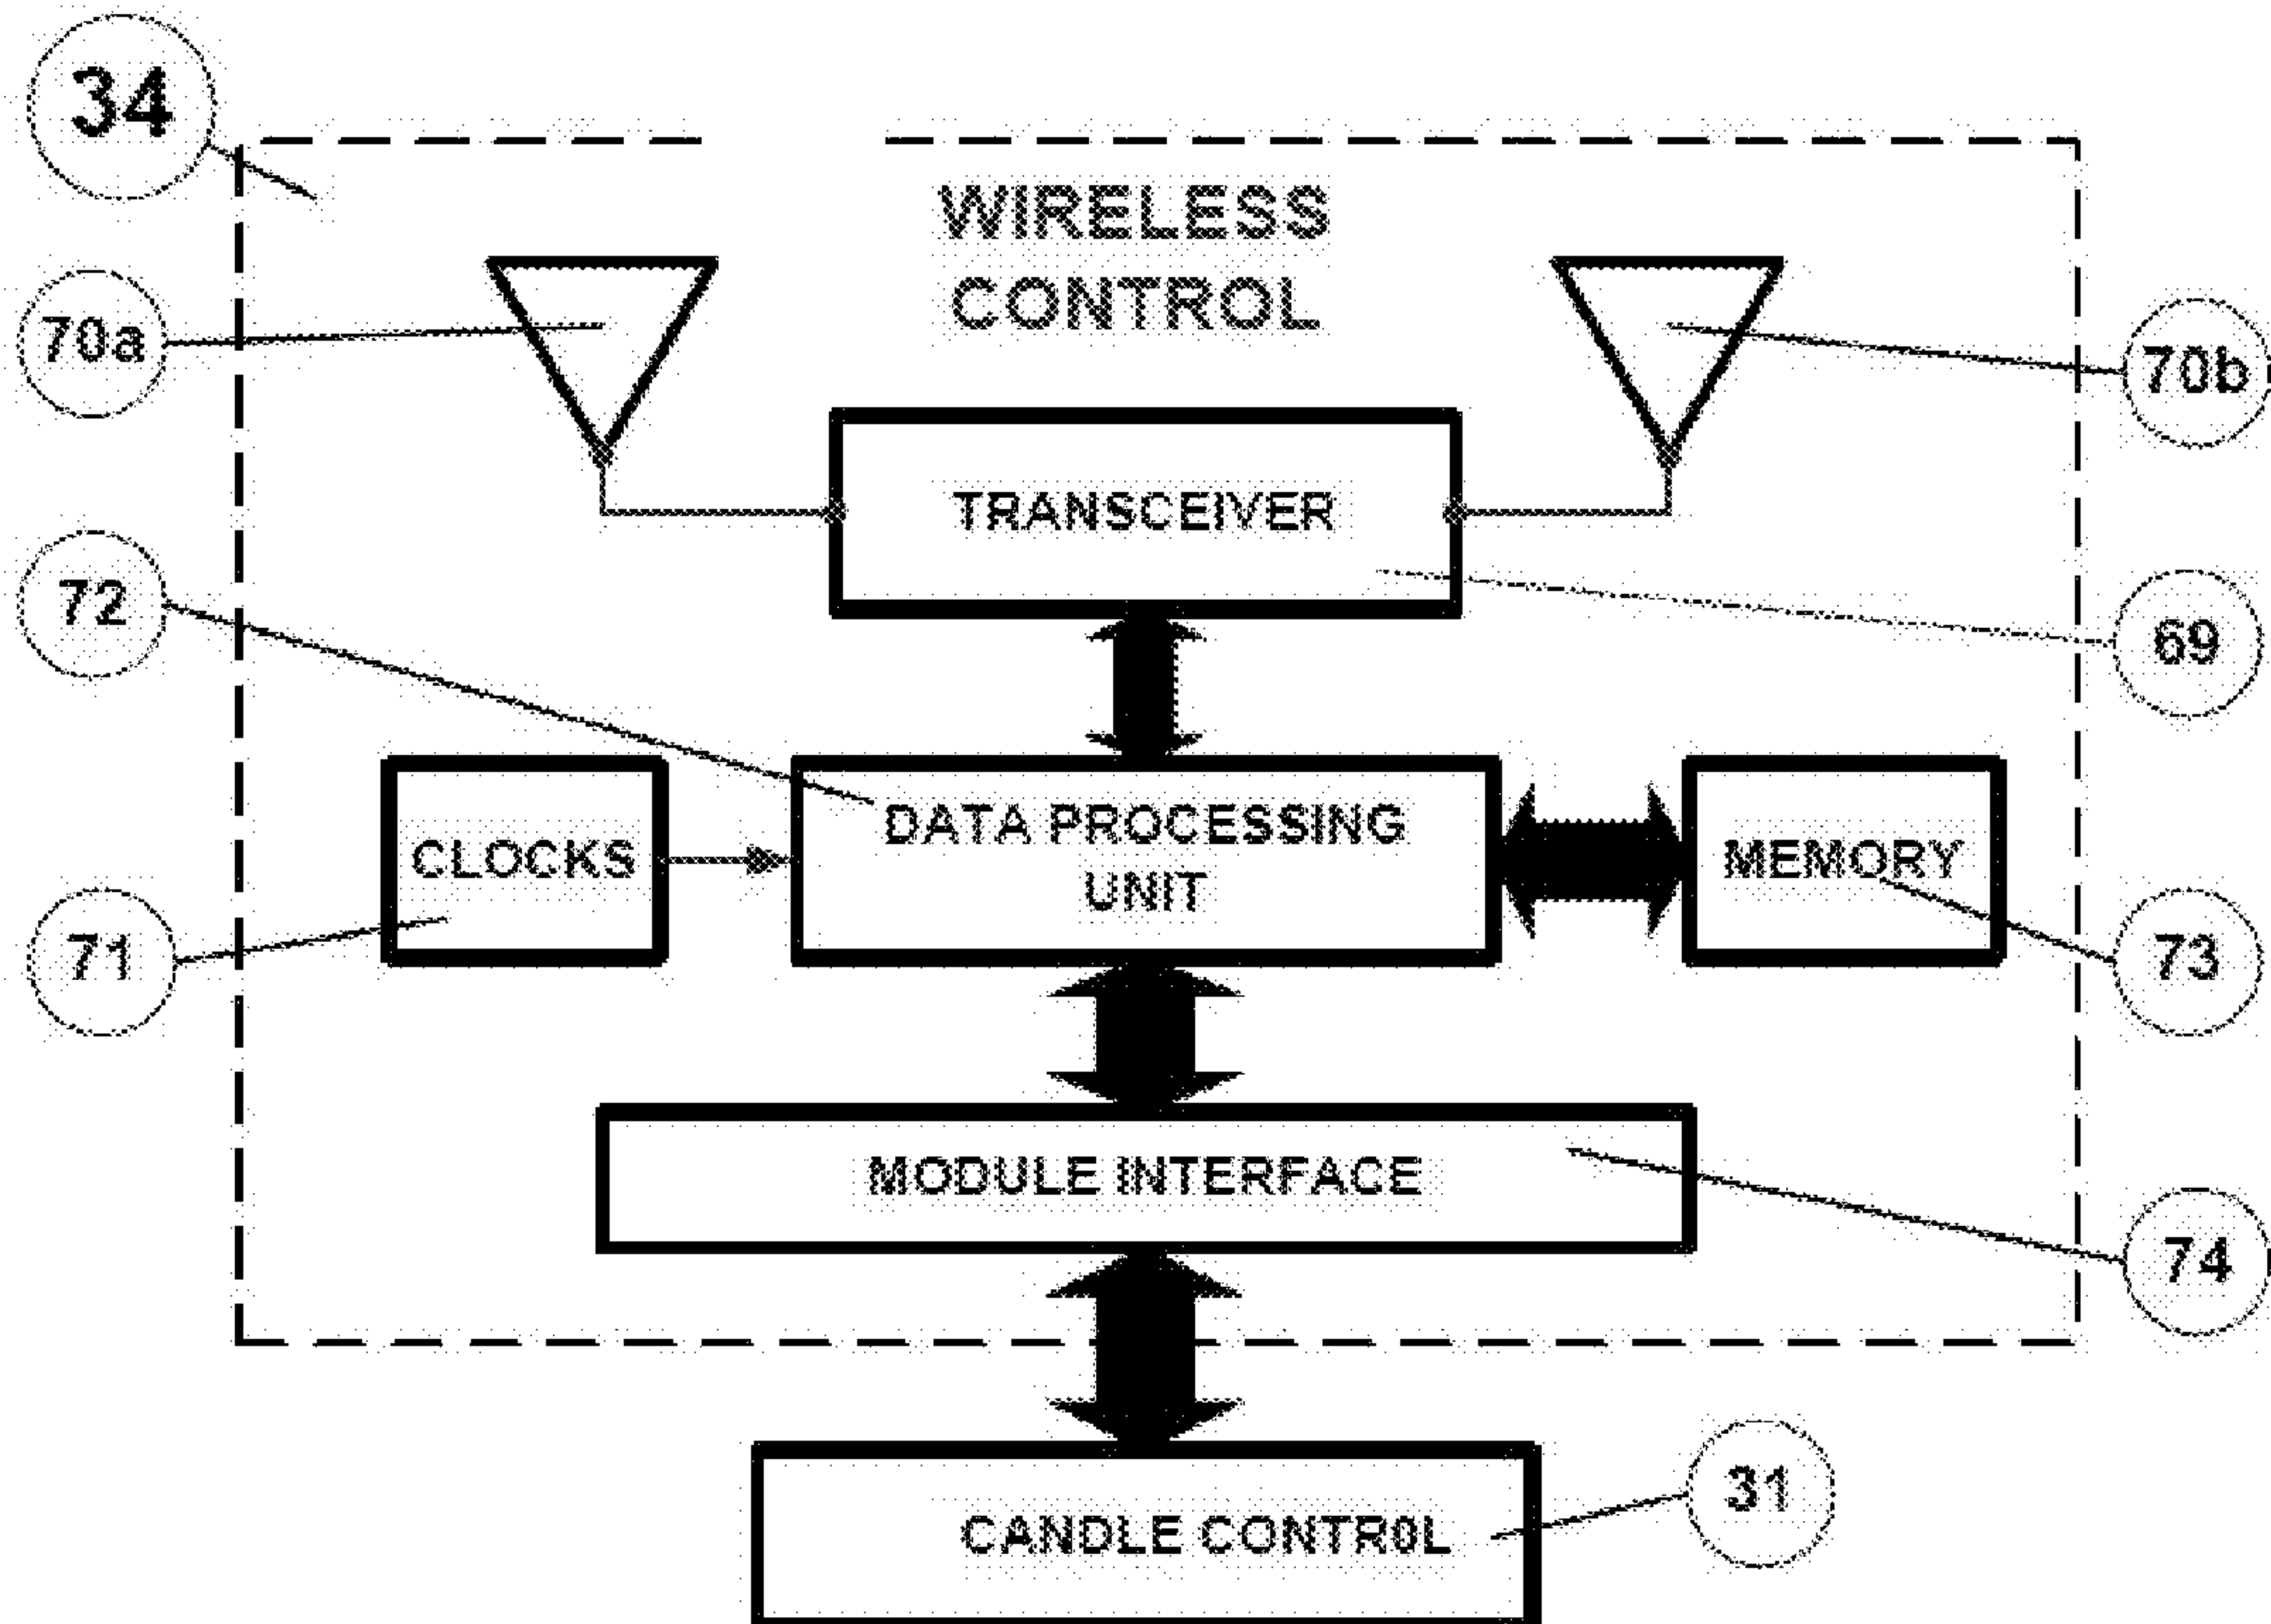 34
WIRELESS
CONTROL
70a
70b
TRANSCEIVER
72
69
CLOCKS
DATA PROCESSING
UNIT
MEMORY
71
73
MODULE INTERFACE
74
31
CANDLE CONTR0L